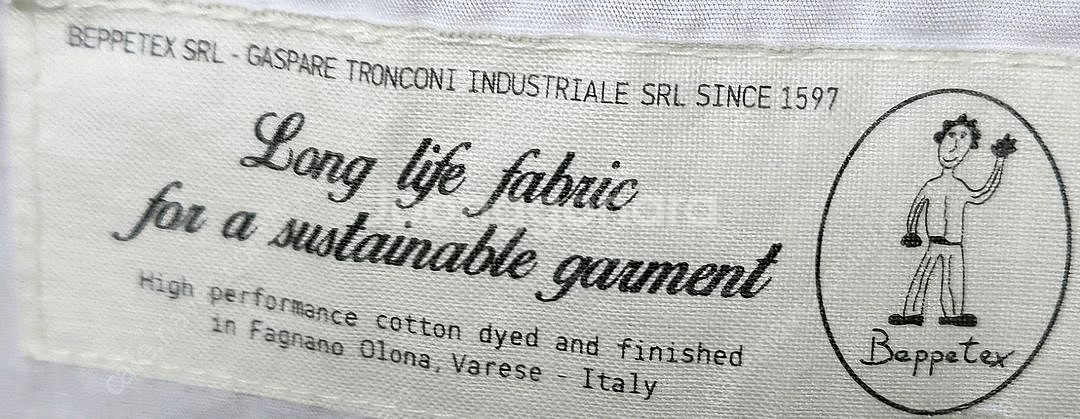 BEPPETEX SRL - GASPARE TRONCONI INDUSTRIALE SRL SINCE 1597
Long life fabric
for a sustainable garment
High performance cotton dyed and finished
in Fagnano Olona, Varese - Italy
Beppetex